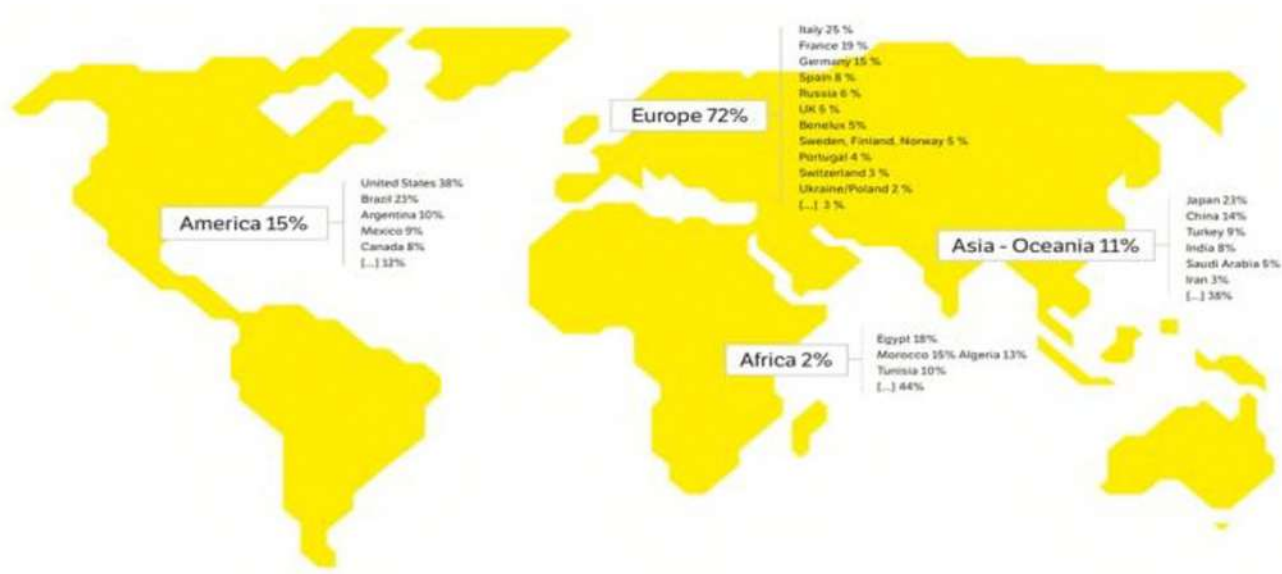 Italy 25 %
France 19 %
Germany 15 %
Spain 8 %
Russia 6 %
UK 5 %
Benelux 5%
Sweden, Finland, Norway 5 %
Portugal 4 %
Switzerland 3 %
Ukraine/Poland 2 %
[...] 3 %
Europe 72%
United States 38%
Brazil 23%
Argentina 10%
Mexico 9%
Canada 8%
[...] 12%
America 15%
Japan 23%
China 14%
Turkey 9%
India 8%
Saudi Arabia 5%
Iran 3%
[...] 38%
Asia - Oceania 11%
Egypt 18%
Morocco 15% Algeria 13%
Tunisia 10%
[...] 44%
Africa 2%